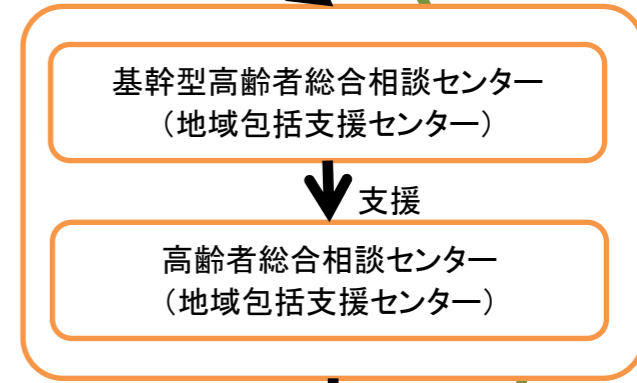 基幹型高齢者総合相談センター
（地域包括支援センター）
支援
高齢者総合相談センター
（地域包括支援センター）